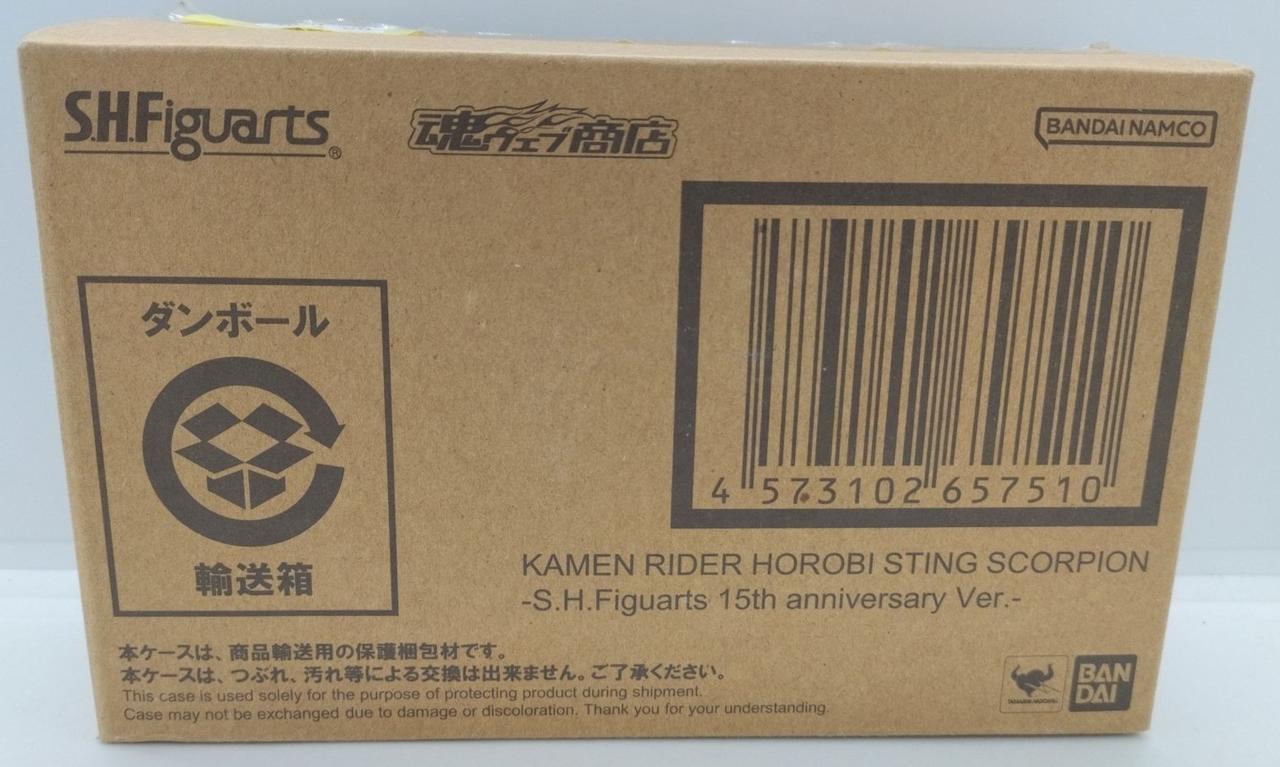 S.H.Figuarts®
魂ウェブ商店
BANDAI NAMCO
ダンボール
輸送箱
4 573102 657510
KAMEN RIDER HOROBI STING SCORPION
-S.H.Figuarts 15th anniversary Ver.-
本ケースは、商品輸送用の保護梱包材です。
本ケースは、つぶれ、汚れ等による交換は出来ません。ご了承ください。
This case is used solely for the purpose of protecting product during shipment.
Case may not be exchanged due to damage or discoloration. Thank you for your understanding.
TAMASHII NATIONS
BAN
DAI